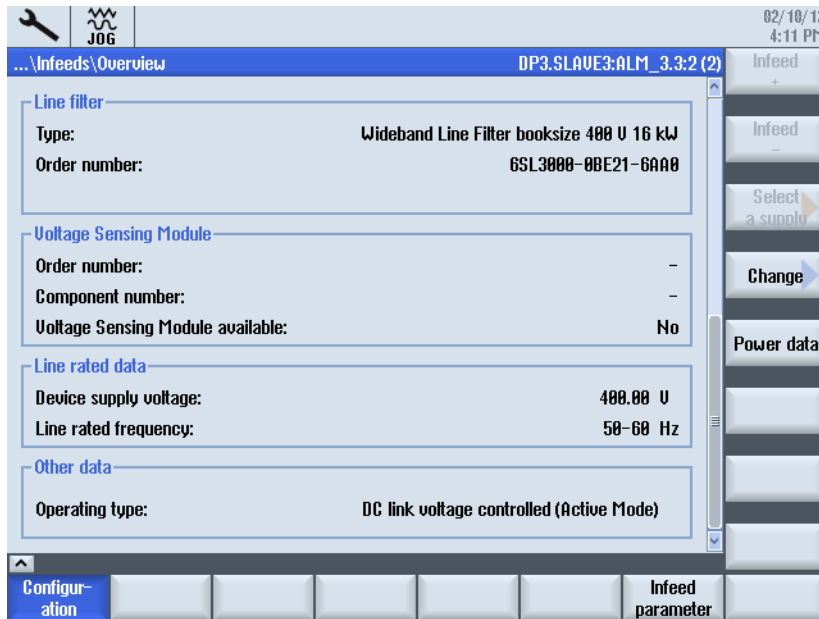 JOG
02/10/1
4:11 PM
...\Infeeds\Overview DP3.SLAVE3:ALM_3.3:2 (2)
Line filter
Type: Wideband Line Filter booksize 400 V 16 kW
Order number: 6SL3000-0BE21-6AA0
Voltage Sensing Module
Order number: -
Component number: -
Voltage Sensing Module available: No
Line rated data
Device supply voltage: 400.00 V
Line rated frequency: 50-60 Hz
Other data
Operating type: DC link voltage controlled (Active Mode)
Infeed
+
Infeed
-
Select
a supply
Change
Power data
Configur-
ation
Infeed
parameter